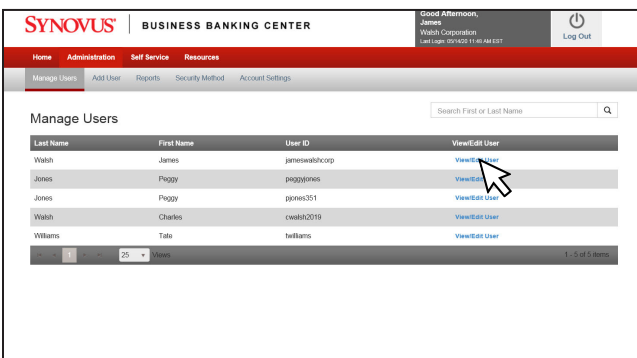 SYNOVUS® BUSINESS BANKING CENTER
Good Afternoon,
James
Walsh Corporation
Last Login: 05/14/20 11:48 AM EST
Log Out
Home Administration Self Service Resources
Manage Users Add User Reports Security Method Account Settings
Manage Users
Search First or Last Name
Last Name First Name User ID View/Edit User
Walsh James jameswalshcorp View/Edit User
Jones Peggy peggyjones View/Edit User
Jones Peggy pjones351 View/Edit User
Walsh Charles cwalsh2019 View/Edit User
Williams Tate twilliams View/Edit User
1 25 Views 1 - 5 of 5 items